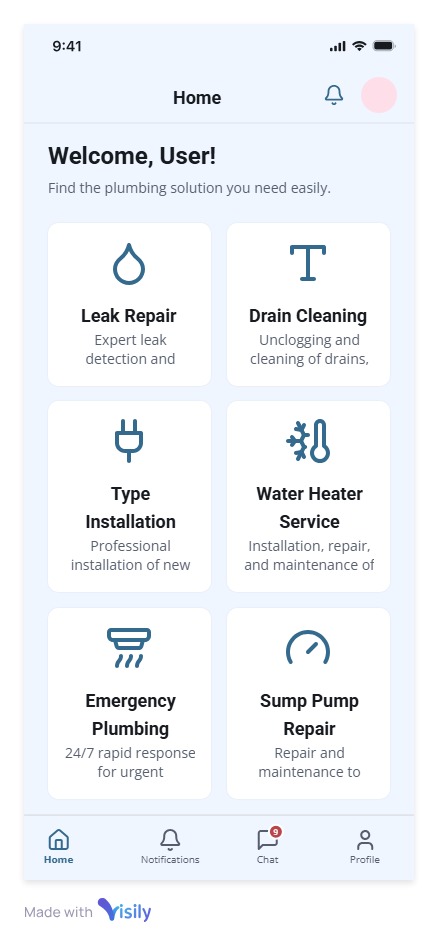 9:41
Home
Welcome, User!
Find the plumbing solution you need easily.
Leak Repair
Expert leak
detection and
Drain Cleaning
Unclogging and
cleaning of drains,
Type
Installation
Professional
installation of new
Water Heater
Service
Installation, repair,
and maintenance of
Emergency
Plumbing
24/7 rapid response
for urgent
Sump Pump
Repair
Repair and
maintenance to
Home
Notifications
9
Chat
Profile
Made with Visily